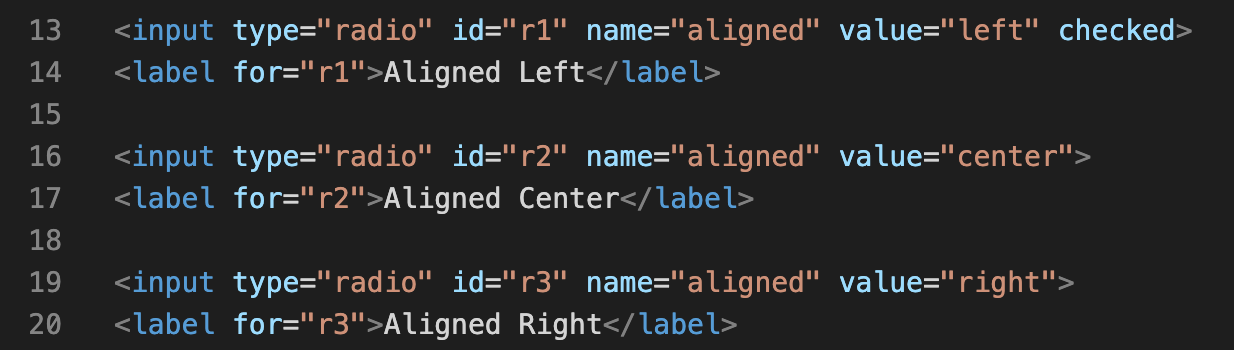 13 <input type="radio" id="r1" name="aligned" value="left" checked>
14 <label for="r1">Aligned Left</label>
15
16 <input type="radio" id="r2" name="aligned" value="center">
17 <label for="r2">Aligned Center</label>
18
19 <input type="radio" id="r3" name="aligned" value="right">
20 <label for="r3">Aligned Right</label>